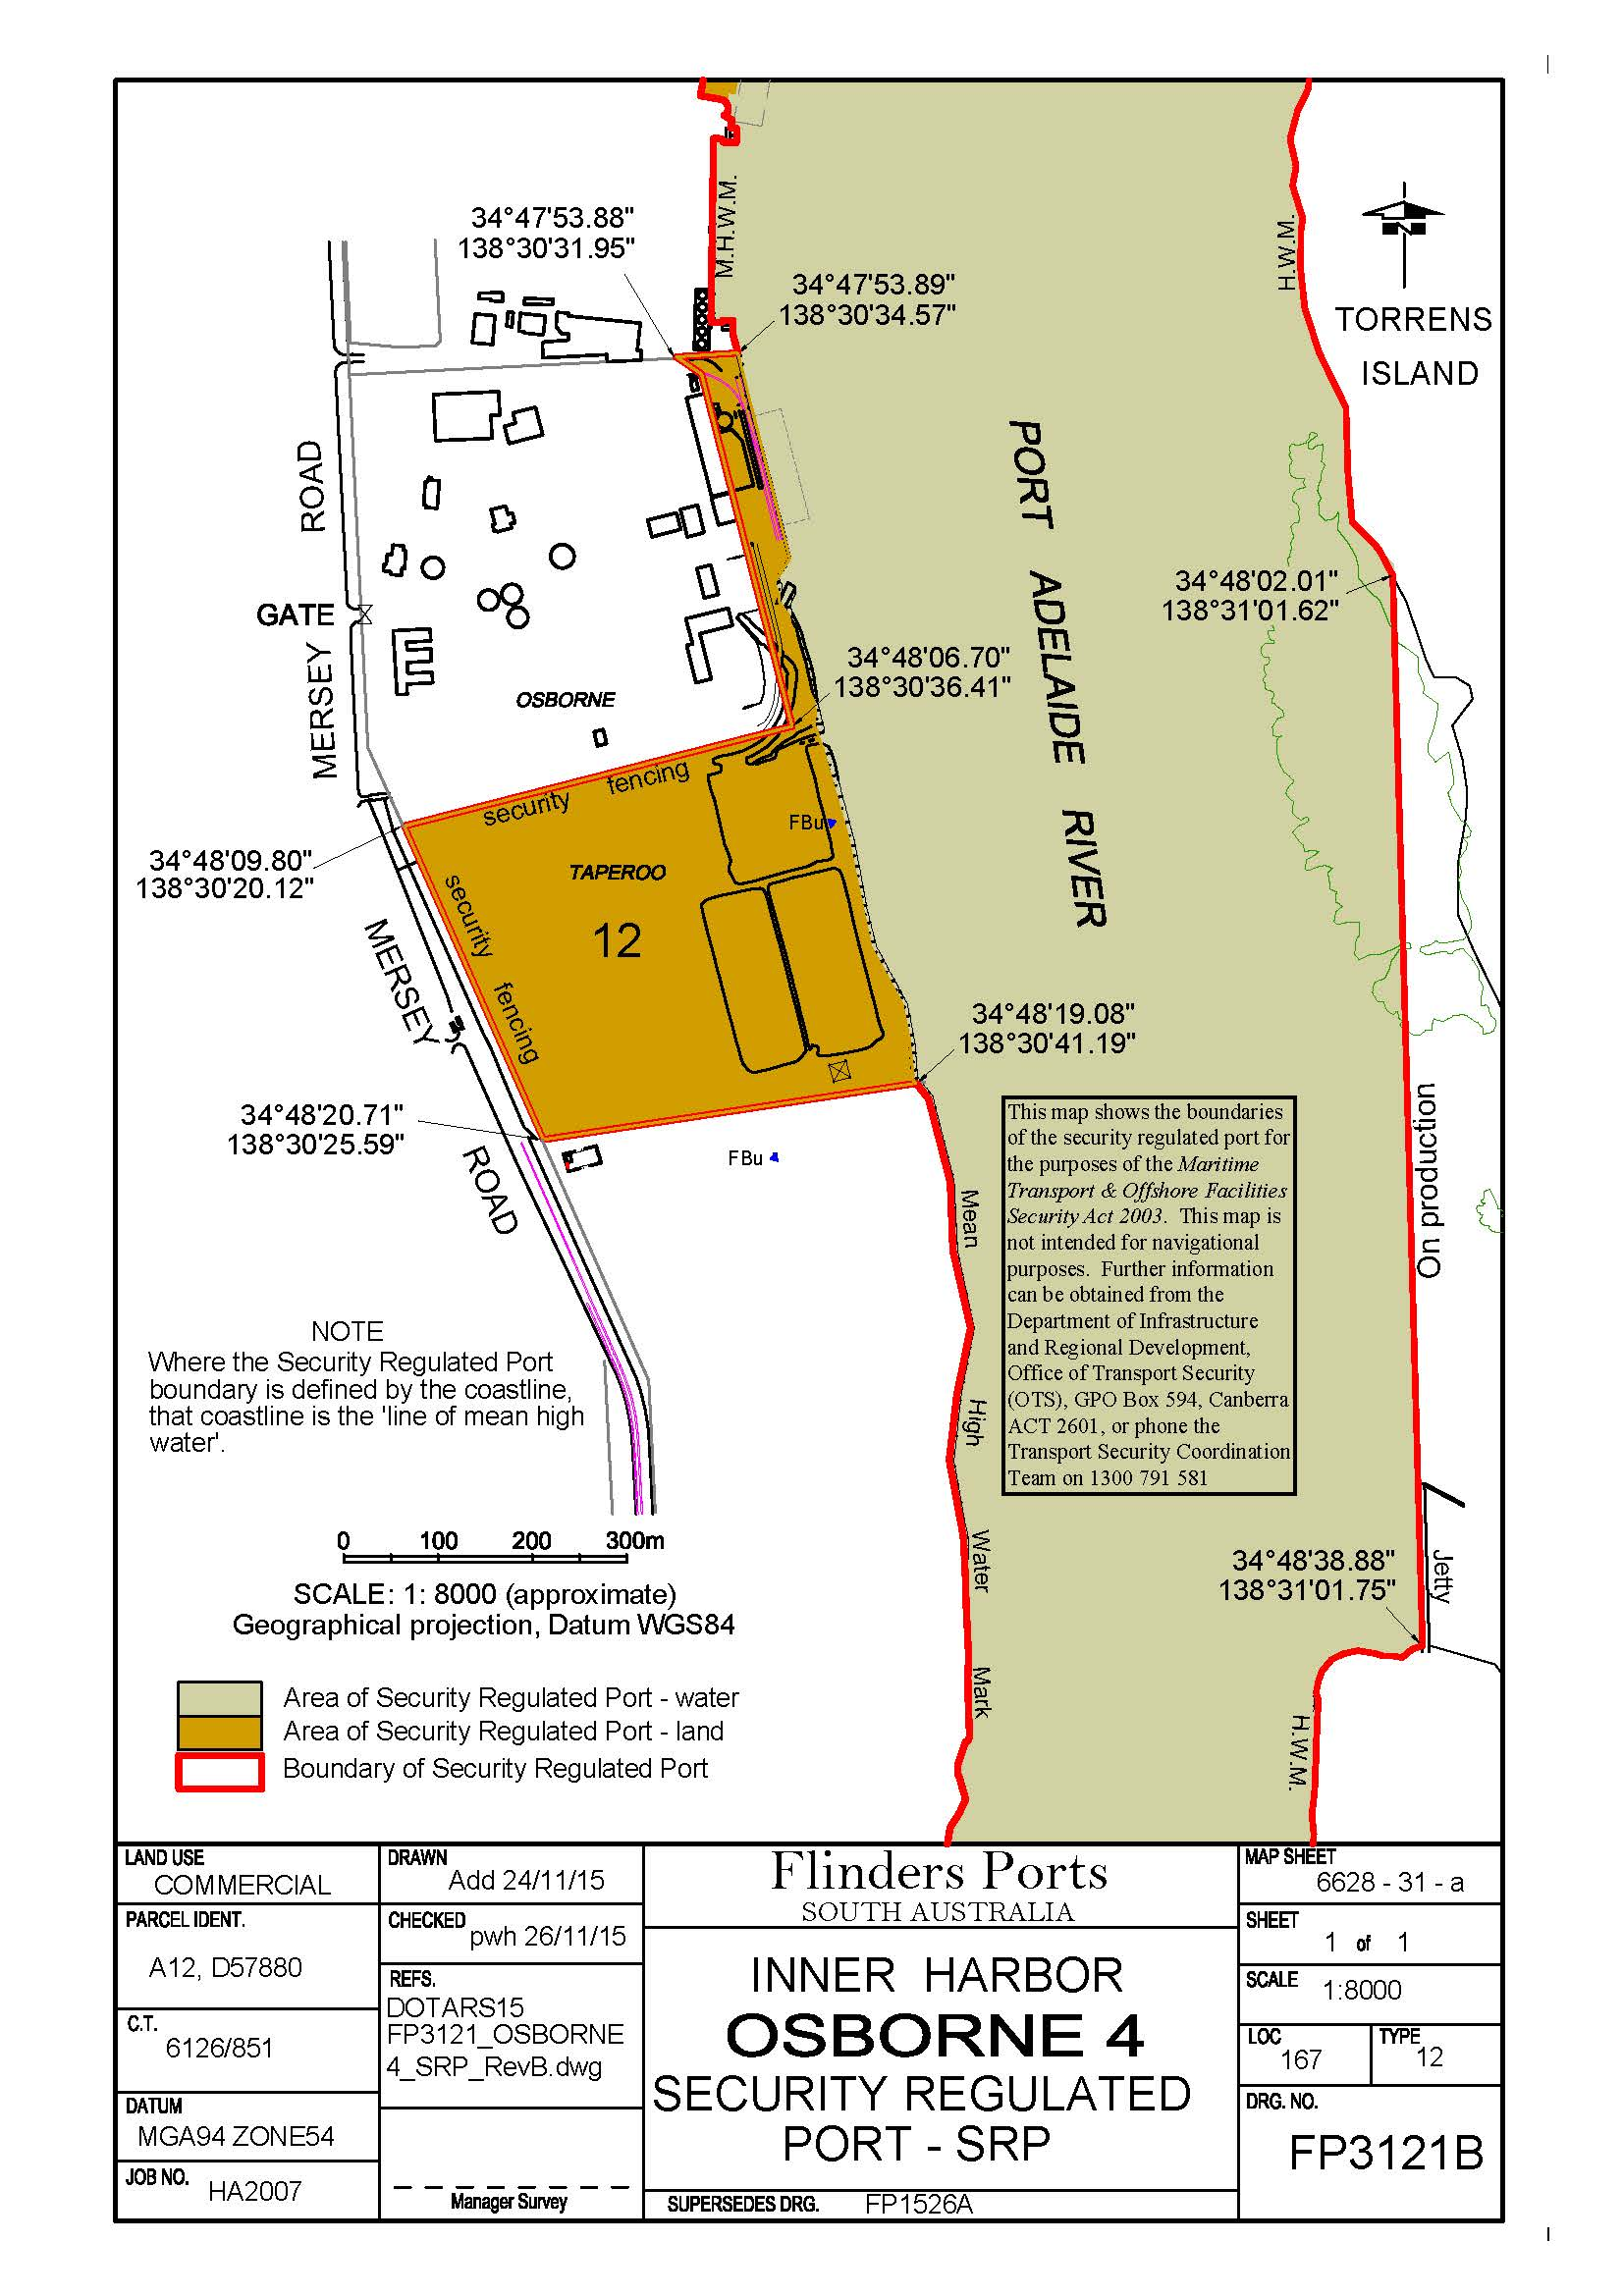 34°47'53.88"
138°30'31.95"
M.H.W.M.
34°47'53.89"
138°30'34.57"
H.W.M.
TORRENS
ISLAND
N
ROAD
PORT ADELAIDE RIVER
34°48'02.01"
138°31'01.62"
GATE
MERSEY
OSBORNE
34°48'06.70"
138°30'36.41"
security fencing
FBu
34°48'09.80"
138°30'20.12"
TAPEROO
12
security fencing
MERSEY
34°48'19.08"
138°30'41.19"
34°48'20.71"
138°30'25.59"
ROAD
FBu
This map shows the boundaries
of the security regulated port for
the purposes of the Maritime
Transport & Offshore Facilities
Security Act 2003. This map is
not intended for navigational
purposes. Further information
can be obtained from the
Department of Infrastructure
and Regional Development,
Office of Transport Security
(OTS), GPO Box 594, Canberra
ACT 2601, or phone the
Transport Security Coordination
Team on 1300 791 581
On production
Mean High Water Mark
NOTE
Where the Security Regulated Port
boundary is defined by the coastline,
that coastline is the 'line of mean high
water'.
0 100 200 300m
SCALE: 1: 8000 (approximate)
Geographical projection, Datum WGS84
34°48'38.88"
138°31'01.75"
Jetty
H.W.M.
Area of Security Regulated Port - water
Area of Security Regulated Port - land
Boundary of Security Regulated Port
LAND USE
COMMERCIAL
PARCEL IDENT.
A12, D57880
C.T.
6126/851
DATUM
MGA94 ZONE54
JOB NO. HA2007
DRAWN
Add 24/11/15
CHECKED
pwh 26/11/15
REFS.
DOTARS15
FP3121_OSBORNE
4_SRP_RevB.dwg
Manager Survey
Flinders Ports
SOUTH AUSTRALIA
INNER HARBOR
OSBORNE 4
SECURITY REGULATED
PORT - SRP
SUPERSEDES DRG. FP1526A
MAP SHEET
6628 - 31 - a
SHEET
1 of 1
SCALE
1:8000
LOC
167
TYPE
12
DRG. NO.
FP3121B